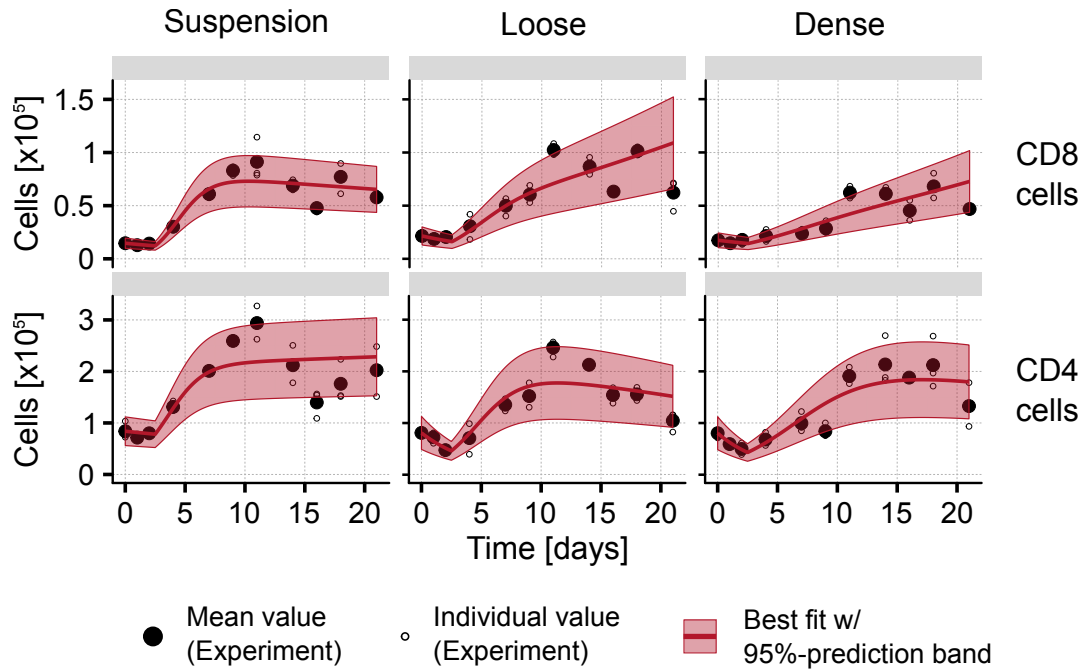 Suspension Loose Dense
1.5
1
0.5
0
Cells [x10⁵]
CD8
cells
3
2
1
0
Cells [x10⁵]
CD4
cells
0 5 10 15 20 0 5 10 15 20 0 5 10 15 20
Time [days]
Mean value
(Experiment)
Individual value
(Experiment)
Best fit w/
95%-prediction band